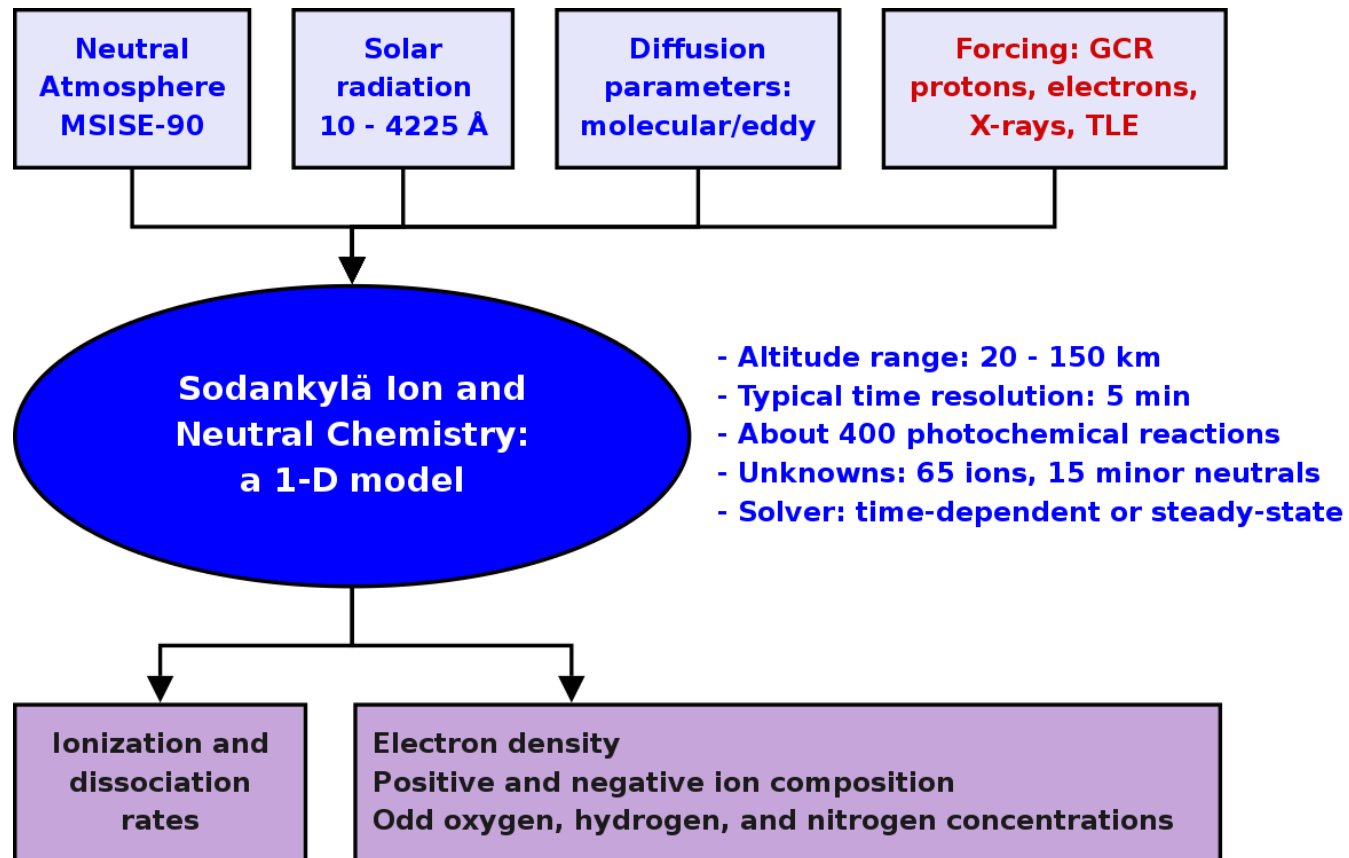 Neutral
Atmosphere
MSISE-90
Solar
radiation
10 - 4225 Å
Diffusion
parameters:
molecular/eddy
Forcing: GCR
protons, electrons,
X-rays, TLE
Sodankylä Ion and
Neutral Chemistry:
a 1-D model
- Altitude range: 20 - 150 km
- Typical time resolution: 5 min
- About 400 photochemical reactions
- Unknowns: 65 ions, 15 minor neutrals
- Solver: time-dependent or steady-state
Ionization and
dissociation
rates
Electron density
Positive and negative ion composition
Odd oxygen, hydrogen, and nitrogen concentrations